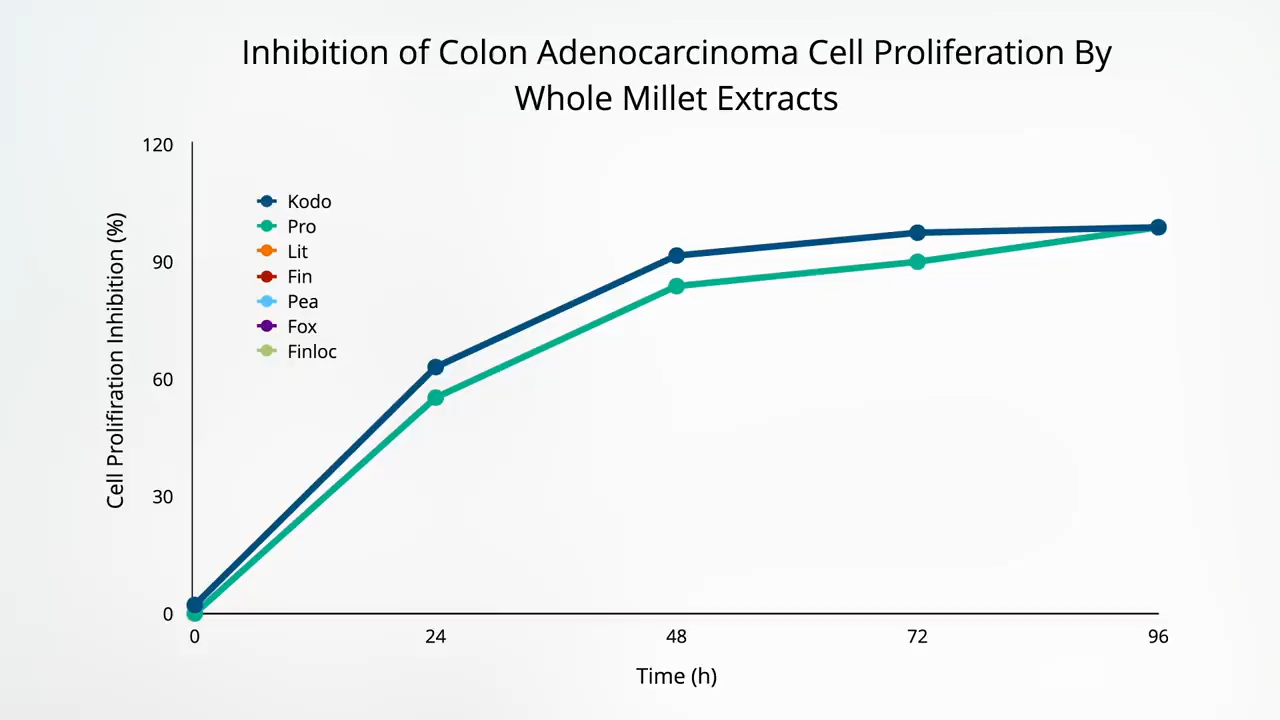 Inhibition of Colon Adenocarcinoma Cell Proliferation By
Whole Millet Extracts
Cell Prolifiration Inhibition (%)
120
90
60
30
0
Kodo
Pro
Lit
Fin
Pea
Fox
Finloc
0
24
48
72
96
Time (h)